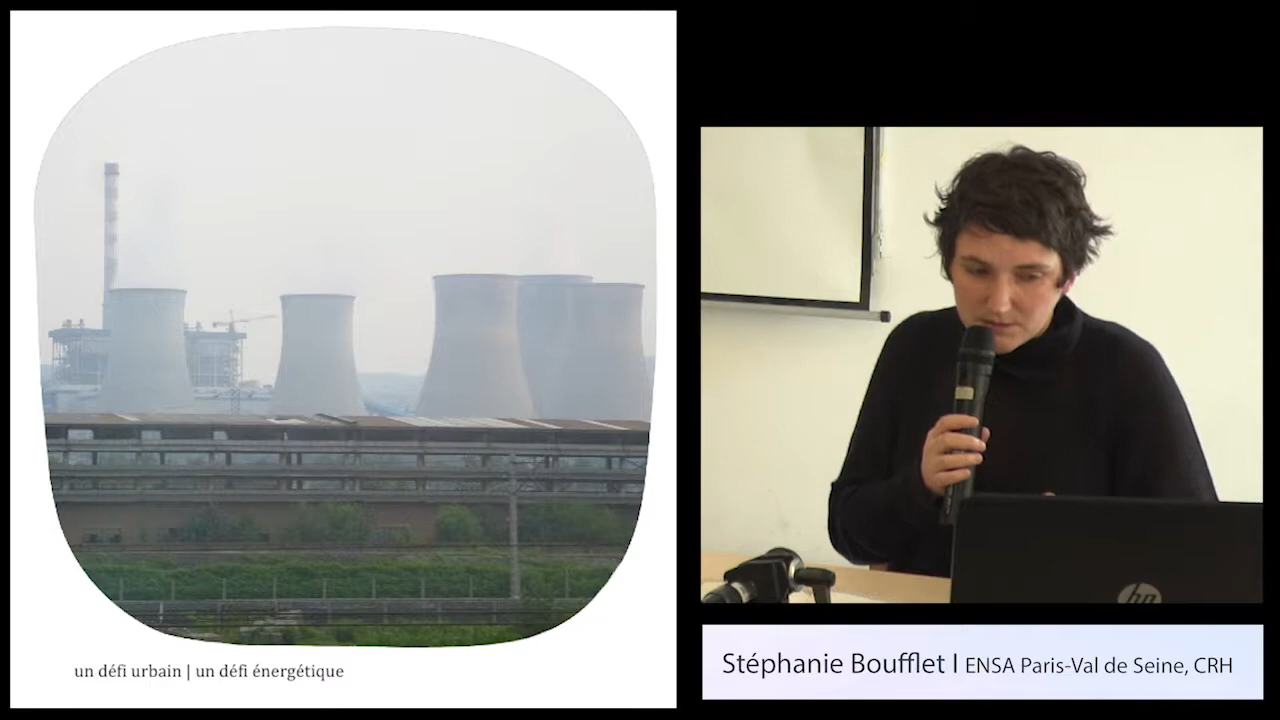 un défi urbain | un défi énergétique
hp
Stéphanie Boufflet I ENSA Paris-Val de Seine, CRH